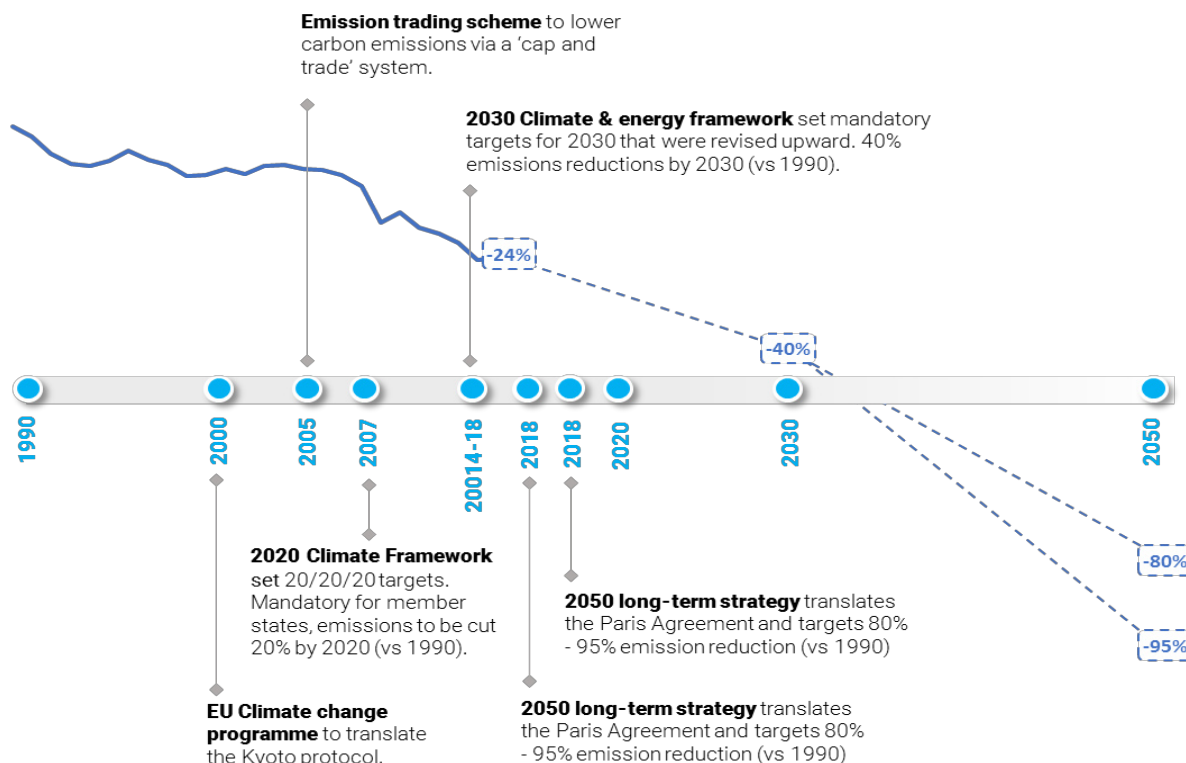 Emission trading scheme to lower
carbon emissions via a ‘cap and
trade’ system.
2030 Climate & energy framework set mandatory
targets for 2030 that were revised upward. 40%
emissions reductions by 2030 (vs 1990).
-24%
-40%
1990
2000
2005
2007
20014-18
2018
2018
2020
2030
2050
2020 Climate Framework
set 20/20/20 targets.
Mandatory for member
states, emissions to be cut
20% by 2020 (vs 1990).
-80%
2050 long-term strategy translates
the Paris Agreement and targets 80%
- 95% emission reduction (vs 1990)
-95%
EU Climate change
programme to translate
the Kyoto protocol.
2050 long-term strategy translates
the Paris Agreement and targets 80%
- 95% emission reduction (vs 1990)